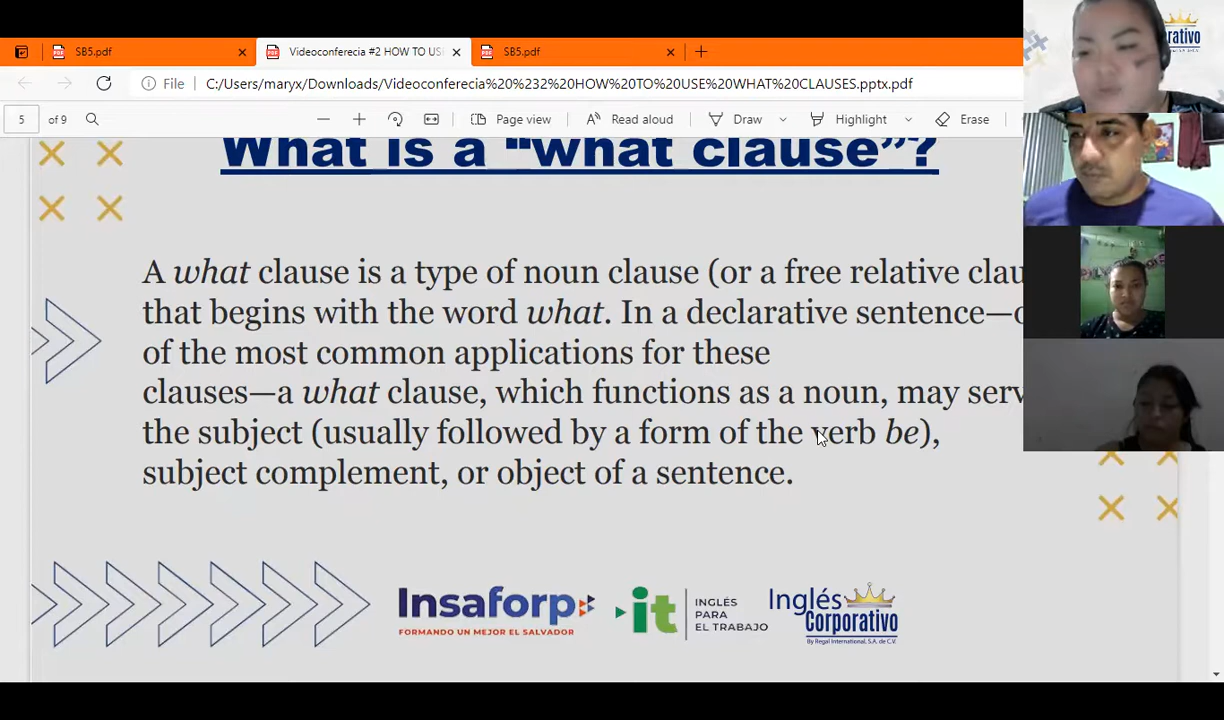 SB5.pdf
Videoconferecia #2 HOW TO US
SB5.pdf
File
C:/Users/maryx/Downloads/Videoconferecia%20%232%20HOW%20TO%20USE%20WHAT%20CLAUSES.pptx.pdf
5 of 9
Page view
Read aloud
Draw
Highlight
Erase
What is a “what clause”?
A what clause is a type of noun clause (or a free relative clau
that begins with the word what. In a declarative sentence—
of the most common applications for these
clauses—a what clause, which functions as a noun, may serv
the subject (usually followed by a form of the verb be),
subject complement, or object of a sentence.
Insaforp
FORMANDO UN MEJOR EL SALVADOR
it
INGLÉS
PARA
EL TRABAJO
Inglés
Corporativo
By Regal International, S.A. de C.V.